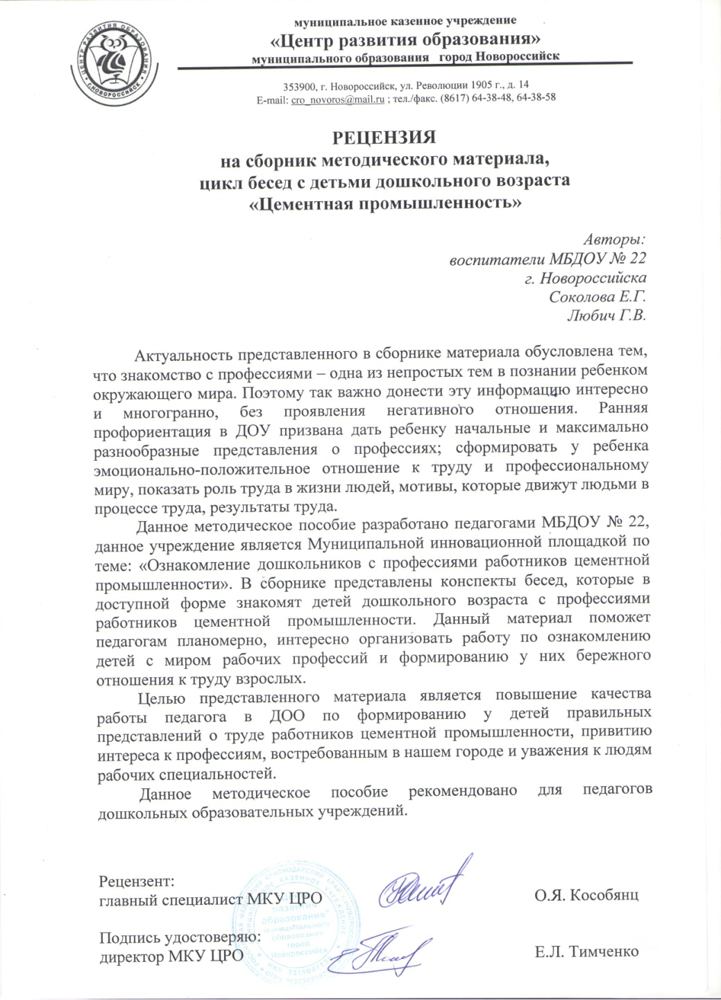 ЦЕНТР РАЗВИТИЯ ОБРАЗОВАНИЯ
Г.НОВОРОССИЙСК
муниципальное казенное учреждение
«Центр развития образования»
муниципального образования город Новороссийск
353900, г. Новороссийск, ул. Революции 1905 г., д. 14
E-mail: cro_novoros@mail.ru ; тел./факс. (8617) 64-38-48, 64-38-58
РЕЦЕНЗИЯ
на сборник методического материала,
цикл бесед с детьми дошкольного возраста
«Цементная промышленность»
Авторы:
воспитатели МБДОУ № 22
г. Новороссийска
Соколова Е.Г.
Любич Г.В.
Актуальность представленного в сборнике материала обусловлена тем,
что знакомство с профессиями – одна из непростых тем в познании ребенком
окружающего мира. Поэтому так важно донести эту информацию интересно
и многогранно, без проявления негативного отношения. Ранняя
профориентация в ДОУ призвана дать ребенку начальные и максимально
разнообразные представления о профессиях; сформировать у ребенка
эмоционально-положительное отношение к труду и профессиональному
миру, показать роль труда в жизни людей, мотивы, которые движут людьми в
процессе труда, результаты труда.
Данное методическое пособие разработано педагогами МБДОУ № 22,
данное учреждение является Муниципальной инновационной площадкой по
теме: «Ознакомление дошкольников с профессиями работников цементной
промышленности». В сборнике представлены конспекты бесед, которые в
доступной форме знакомят детей дошкольного возраста с профессиями
работников цементной промышленности. Данный материал поможет
педагогам планомерно, интересно организовать работу по ознакомлению
детей с миром рабочих профессий и формированию у них бережного
отношения к труду взрослых.
Целью представленного материала является повышение качества
работы педагога в ДОО по формированию у детей правильных
представлений о труде работников цементной промышленности, привитию
интереса к профессиям, востребованным в нашем городе и уважения к людям
рабочих специальностей.
Данное методическое пособие рекомендовано для педагогов
дошкольных образовательных учреждений.
Рецензент:
главный специалист МКУ ЦРО О.Я. Кособянц
Подпись удостоверяю:
директор МКУ ЦРО Е.Л. Тимченко
развития
образования"
муниципального
образования
город
Новороссийск